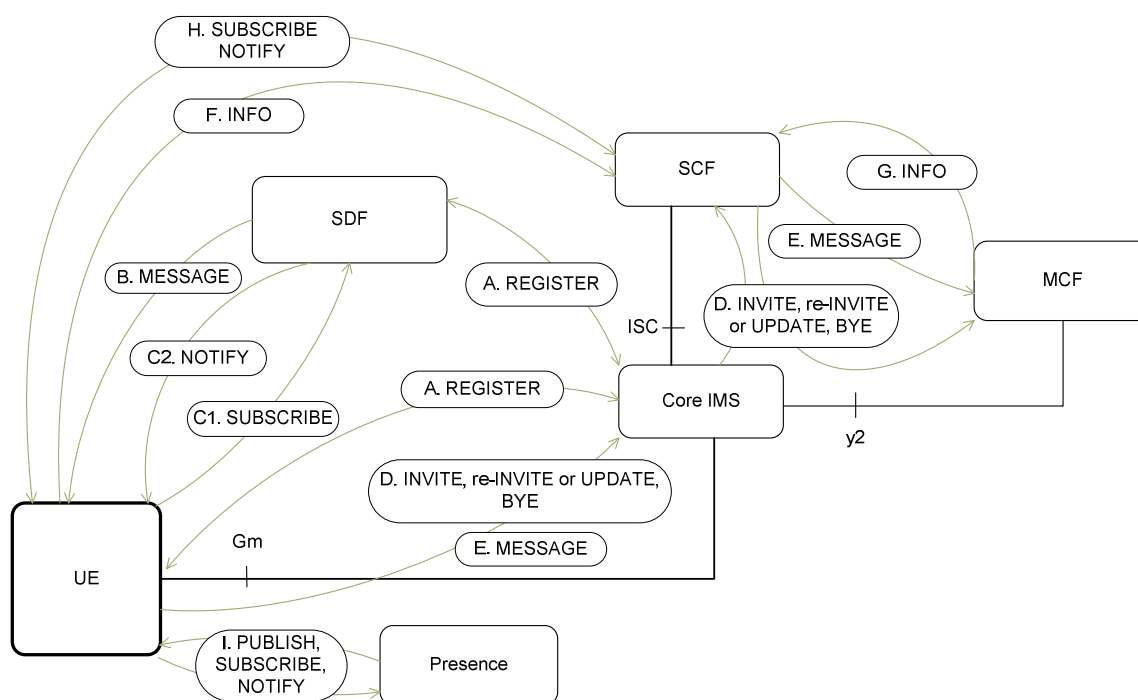 H. SUBSCRIBE
NOTIFY
F. INFO
SCF
G. INFO
SDF
E. MESSAGE
B. MESSAGE
A. REGISTER
MCF
D. INVITE, re-INVITE
or UPDATE, BYE
ISC
C2. NOTIFY
A. REGISTER
Core IMS
C1. SUBSCRIBE
y2
D. INVITE, re-INVITE or UPDATE,
BYE
Gm
E. MESSAGE
UE
I. PUBLISH,
SUBSCRIBE,
NOTIFY
Presence